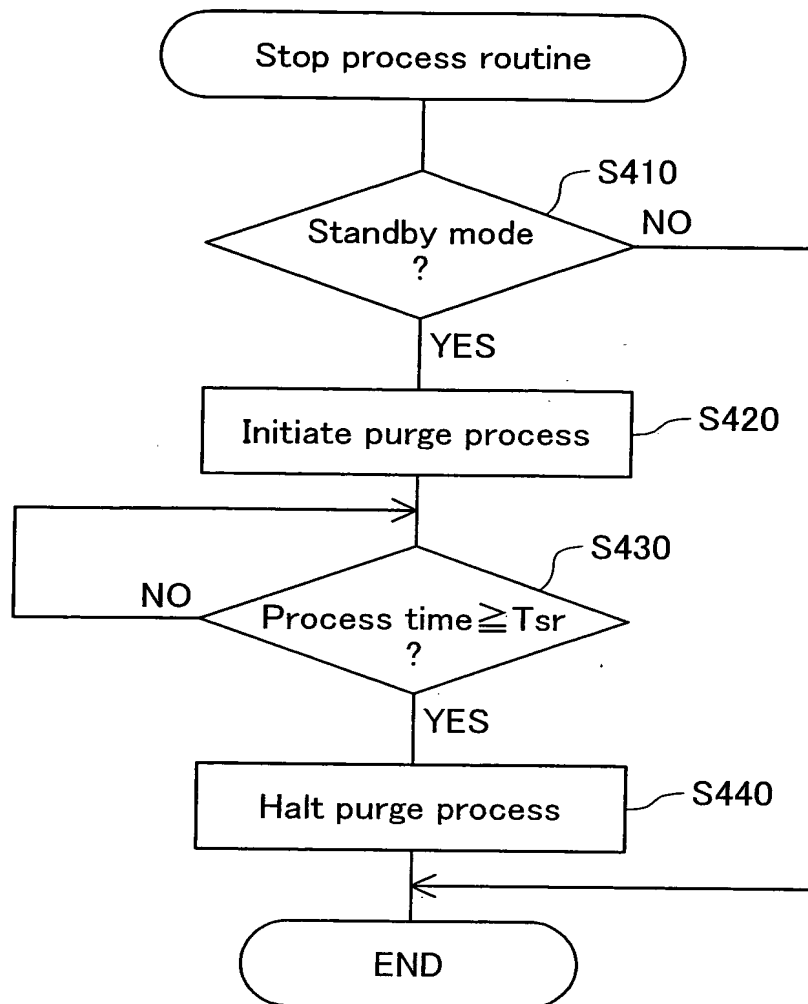 Stop process routine
S410
Standby mode
?
NO
YES
Initiate purge process
S420
S430
NO
Process time≧Tsr
?
YES
Halt purge process
S440
END